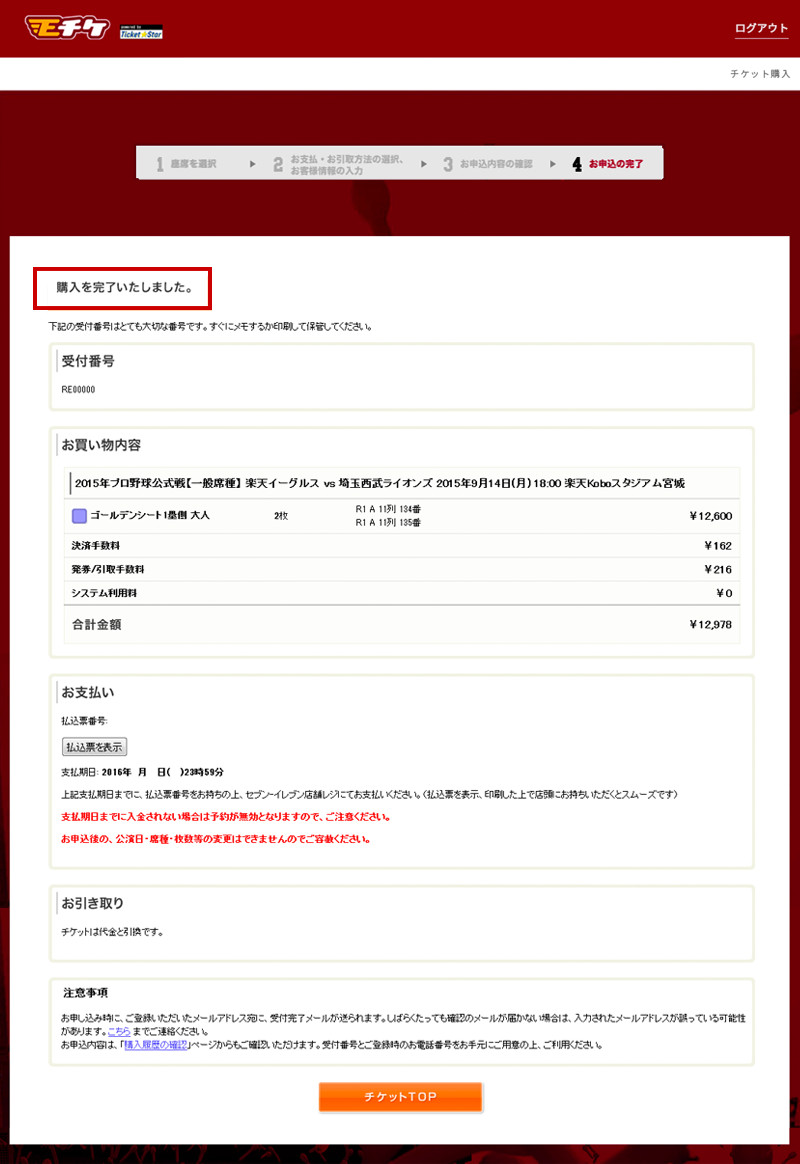 モチケ
powered by
Ticket Star
ログアウト
チケット購入
1 座席を選択
2 お支払・お引取方法の選択、
お客様情報の入力
3 お申込内容の確認
4 お申込の完了
購入を完了いたしました。
下記の受付番号はとても大切な番号です。すぐにメモするか印刷して保管してください。
受付番号
RE00000
お買い物内容
2015年プロ野球公式戦【一般席種】 楽天イーグルス vs 埼玉西武ライオンズ 2015年9月14日(月) 18:00 楽天Koboスタジアム宮城
ゴールデンシート1塁側 大人 2枚 R1 A 11列 134番 ¥12,600
R1 A 11列 135番
決済手数料 ¥162
発券/引取手数料 ¥216
システム利用料 ¥0
合計金額 ¥12,978
お支払い
払込票番号:
払込票を表示
支払期日: 2016年 月 日( )23時59分
上記支払期日までに、払込票番号をお持ちの上、セブン-イレブン店舗レジにてお支払いください。(払込票を表示、印刷した上で店頭にお持ちいただくとスムーズです)
支払期日までに入金されない場合は予約が無効となりますので、ご注意ください。
お申込後の、公演日・席種・枚数等の変更はできませんのでご容赦ください。
お引き取り
チケットは代金と引換です。
注意事項
お申し込み時に、ご登録いただいたメールアドレス宛に、受付完了メールが送られます。しばらくたっても確認のメールが届かない場合は、入力されたメールアドレスが誤っている可能性
があります。こちら までご連絡ください。
お申込内容は、「購入履歴の確認」ページからもご確認いただけます。受付番号とご登録時のお電話番号をお手元にご用意の上、ご利用ください。
チケットTOP